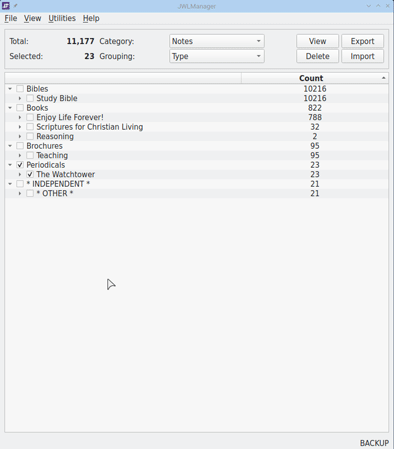 JWLManager
File View Utilities Help
Total: 11,177 Category: Notes View Export
Selected: 23 Grouping: Type Delete Import
Count
Bibles 10216
Study Bible 10216
Books 822
Enjoy Life Forever! 788
Scriptures for Christian Living 32
Reasoning 2
Brochures 95
Teaching 95
Periodicals 23
The Watchtower 23
* INDEPENDENT * 21
* OTHER * 21
BACKUP